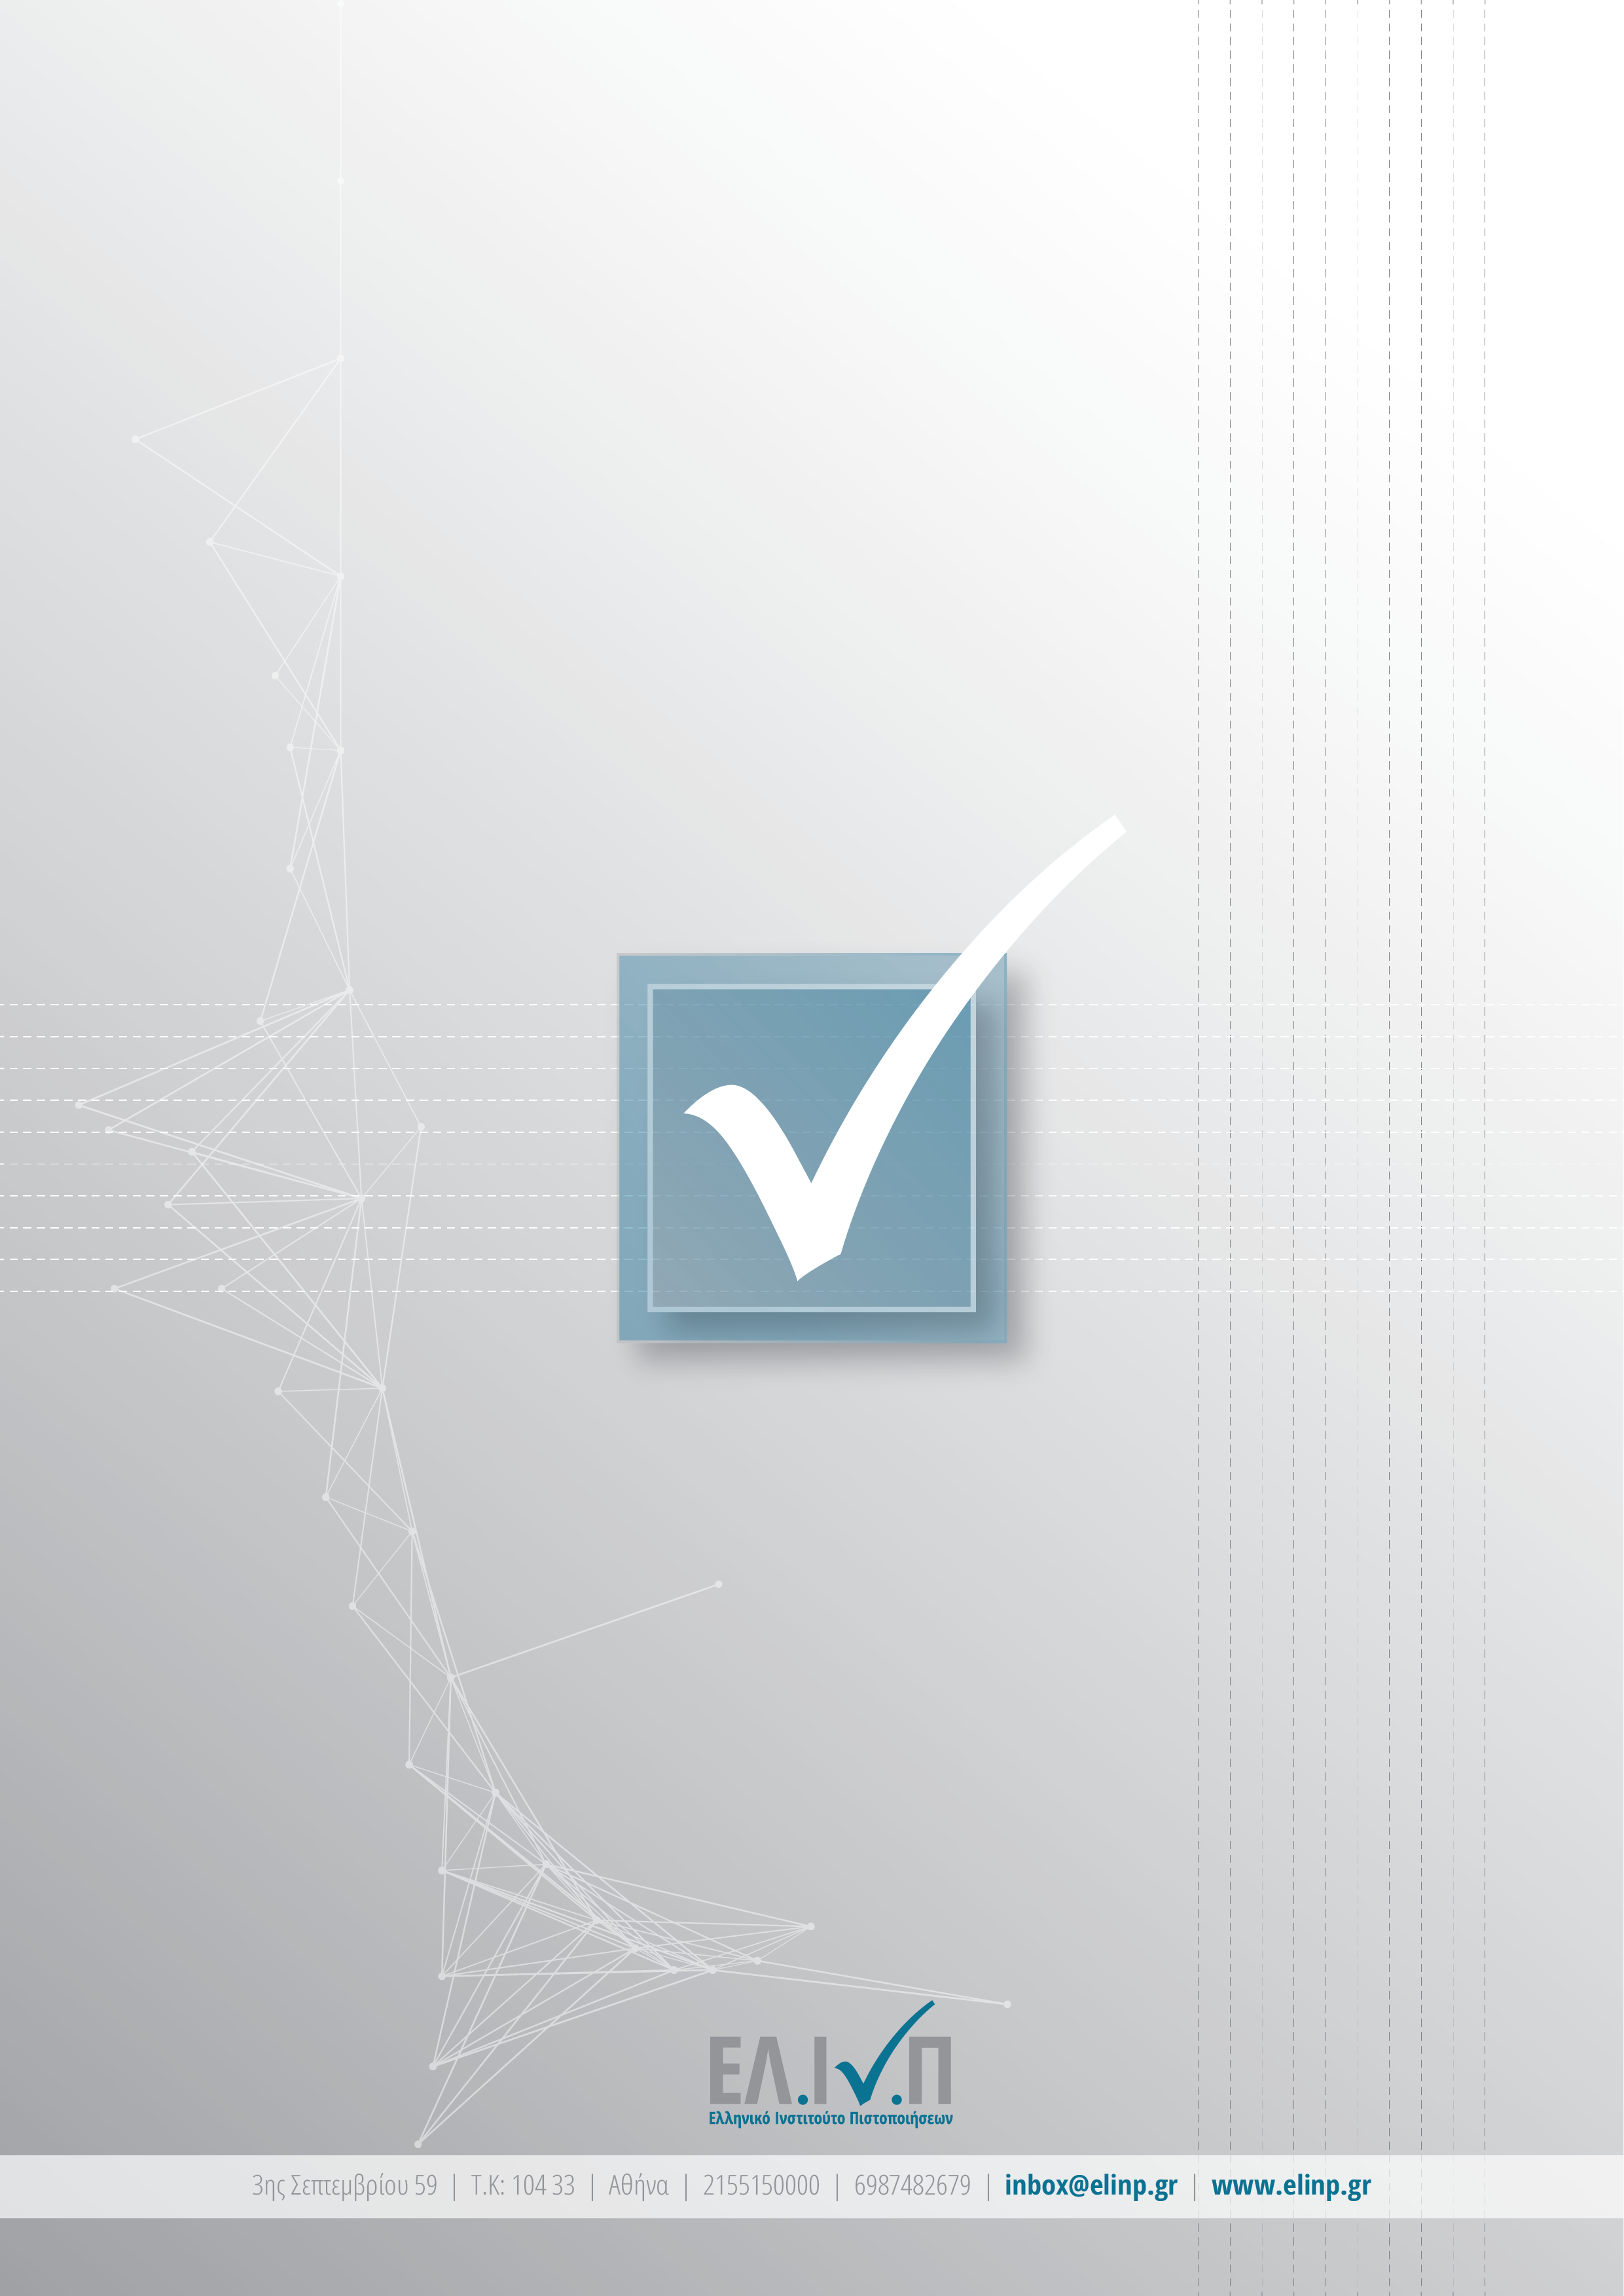 ΕΛ.Ι✓.Π
Ελληνικό Ινστιτούτο Πιστοποιήσεων
3ης Σεπτεμβρίου 59 | Τ.Κ: 104 33 | Αθήνα | 2155150000 | 6987482679 | inbox@elinp.gr | www.elinp.gr